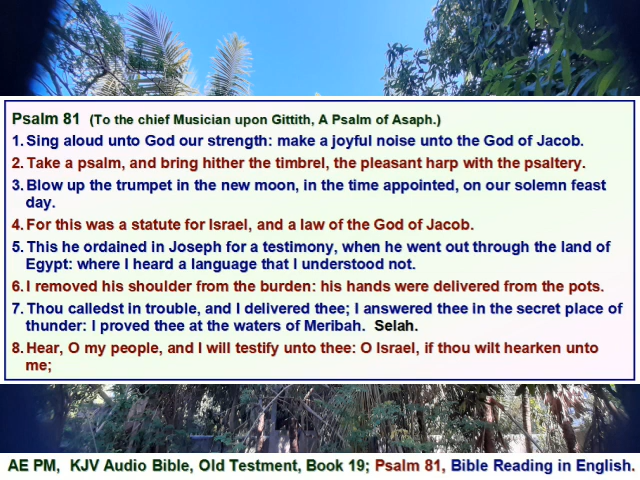 Psalm 81 (To the chief Musician upon Gittith, A Psalm of Asaph.)
1. Sing aloud unto God our strength: make a joyful noise unto the God of Jacob.
2. Take a psalm, and bring hither the timbrel, the pleasant harp with the psaltery.
3. Blow up the trumpet in the new moon, in the time appointed, on our solemn feast
day.
4. For this was a statute for Israel, and a law of the God of Jacob.
5. This he ordained in Joseph for a testimony, when he went out through the land of
Egypt: where I heard a language that I understood not.
6. I removed his shoulder from the burden: his hands were delivered from the pots.
7. Thou calledst in trouble, and I delivered thee; I answered thee in the secret place of
thunder: I proved thee at the waters of Meribah. Selah.
8. Hear, O my people, and I will testify unto thee: O Israel, if thou wilt hearken unto
me;
AE PM, KJV Audio Bible, Old Testment, Book 19; Psalm 81, Bible Reading in English.